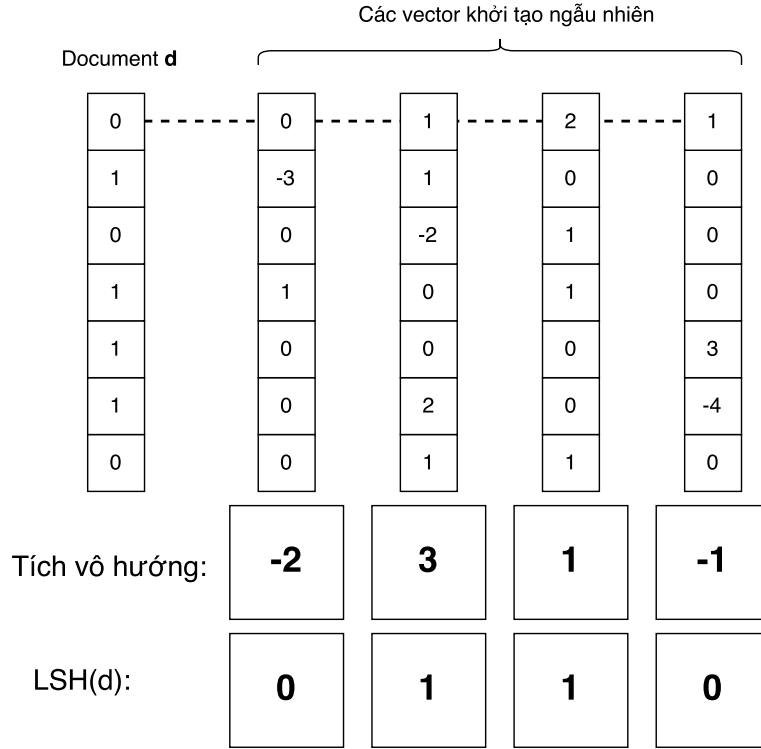 Các vector khởi tạo ngẫu nhiên
Document d
0 0 1 2 1
1 -3 1 0 0
0 0 -2 1 0
1 1 0 1 0
1 0 0 0 3
1 0 2 0 -4
0 0 1 1 0
Tích vô hướng: -2 3 1 -1
LSH(d): 0 1 1 0